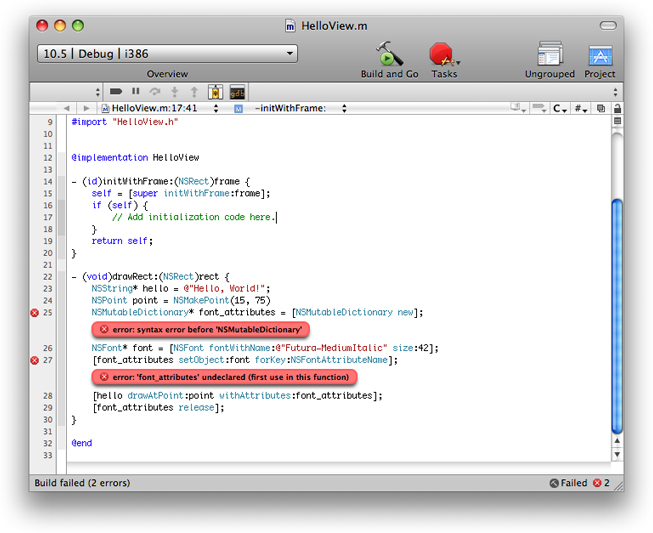 HelloView.m
10.5 | Debug | i386
Overview
Build and Go
Tasks
Ungrouped
Project
gdb
HelloView.m:17:41
M
-initWithFrame:
C
#
9 #import "HelloView.h"
10
11
12 @implementation HelloView
13
14 - (id)initWithFrame:(NSRect)frame {
15 self = [super initWithFrame:frame];
16 if (self) {
17 // Add initialization code here.
18 }
19 return self;
20 }
21
22 - (void)drawRect:(NSRect)rect {
23 NSString* hello = @"Hello, World!";
24 NSPoint point = NSMakePoint(15, 75)
25 NSMutableDictionary* font_attributes = [NSMutableDictionary new];
error: syntax error before 'NSMutableDictionary'
26 NSFont* font = [NSFont fontWithName:@"Futura-MediumItalic" size:42];
27 [font_attributes setObject:font forKey:NSFontAttributeName];
error: 'font_attributes' undeclared (first use in this function)
28 [hello drawAtPoint:point withAttributes:font_attributes];
29 [font_attributes release];
30 }
31
32 @end
33
Build failed (2 errors)
Failed
2